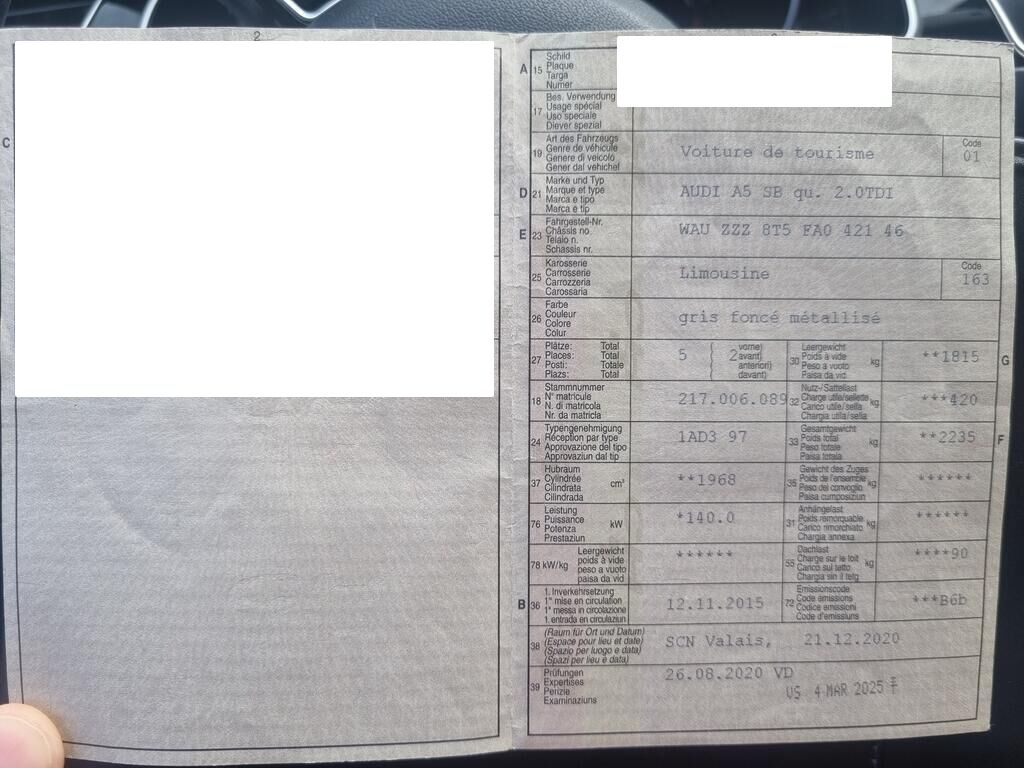 2
C
A 15 Schild
Plaque
Targa
Numer
17 Bes. Verwendung
Usage spécial
Uso speciale
Diever spezial
19 Art des Fahrzeugs
Genre de véhicule
Genere di veicolo
Gener dal vehichel
Voiture de tourisme
Code
01
D 21 Marke und Typ
Marque et type
Marca e tipo
Marca e tip
AUDI A5 SB qu. 2.0TDI
E 23 Fahrgestell-Nr.
Châssis no
Telaio n.
Schassis nr.
WAU ZZZ 8T5 FA0 421 46
25 Karosserie
Carrosserie
Carrozzeria
Carossaria
Limousine
Code
163
26 Farbe
Couleur
Colore
Colur
gris foncé métallisé
27 Plätze: Total
Places: Total
Posti: Totale
Plazs: Total
5 ( 2 vorne)
avant)
anteriori)
davant)
30 Leergewicht
Poids à vide
Peso a vuoto
Paisa da vid
kg
**1815
G
18 Stammnummer
N° matricule
N. di matricola
Nr. da matricla
217.006.089
32 Nutz-/Sattellast
Charge utile/sellette
Carico utile/sella
Chargia utila/sella
kg
***420
24 Typengenehmigung
Réception par type
Approvazione del tipo
Approvaziun dal tip
1AD3 97
33 Gesamtgewicht
Poids total
Peso totale
Paisa totala
kg
**2235
F
37 Hubraum
Cylindrée
Cilindrata
Cilindrada
cm³
**1968
35 Gewicht des Zuges
Poids de l'ensemble
Peso del convoglio
Paisa cumposiziun
kg
******
76 Leistung
Puissance
Potenza
Prestaziun
kW
*140.0
31 Anhängelast
Poids remorquable
Carico rimorchiato
Chargia annexa
kg
******
78 kW/kg Leergewicht
poids à vide
peso a vuoto
paisa da vid
******
55 Dachlast
Charge sur le toit
Carico sul tetto
Chargia sin il tetg
kg
****90
B 36 1. Inverkehrsetzung
1re mise en circulation
1a messa in circolazione
1. entrada en circulaziun
12.11.2015
72 Emissionscode
Code émissions
Codice emissioni
Code d'emissiuns
***B6b
38 (Raum für Ort und Datum)
(Espace pour lieu et date)
(Spazio per luogo e data)
(Spazi per lieu e data)
SCN Valais, 21.12.2020
39 Prüfungen
Expertises
Perizie
Examinaziuns
26.08.2020 VD
VS 4 MAR 2025